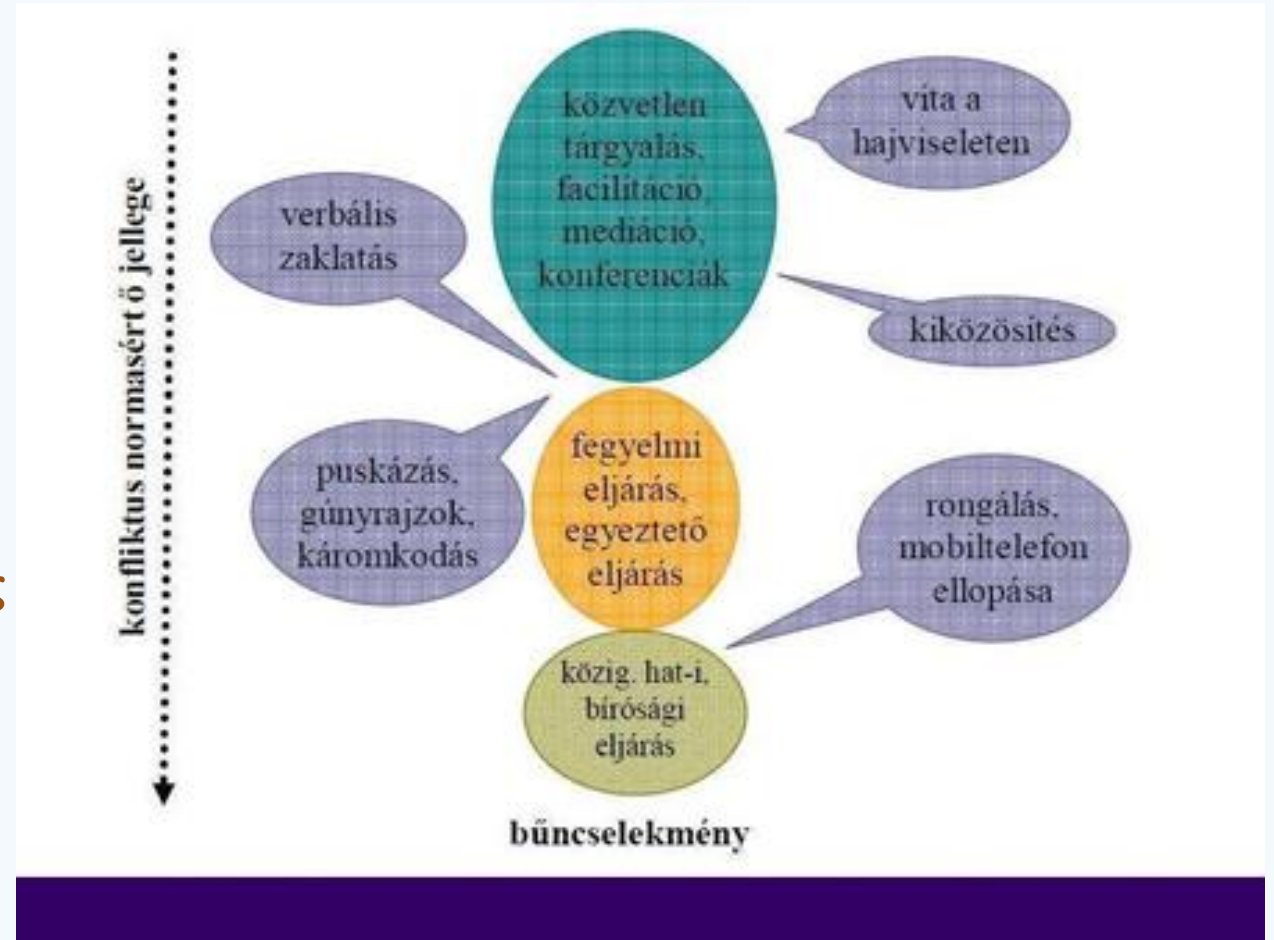 közvetlen
tárgyalás,
facilitáció,
mediáció,
konferenciák
vita a
hajviseleten
verbális
zaklatás
kiközösítés
konfliktus normasért ő jellege
puskázás,
gúnyrajzok,
káromkodás
fegyelmi
eljárás,
egyeztető
eljárás
rongálás,
mobiltelefon
ellopása
s
közig. hat-i,
bírósági
eljárás
bűncselekmény